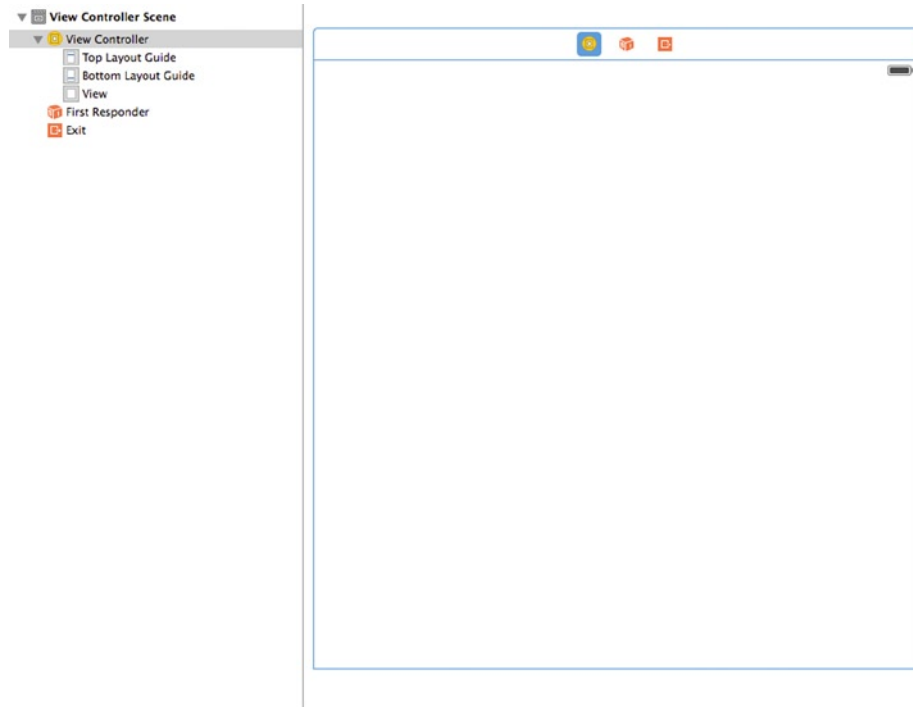 View Controller Scene
View Controller
Top Layout Guide
Bottom Layout Guide
View
First Responder
Exit